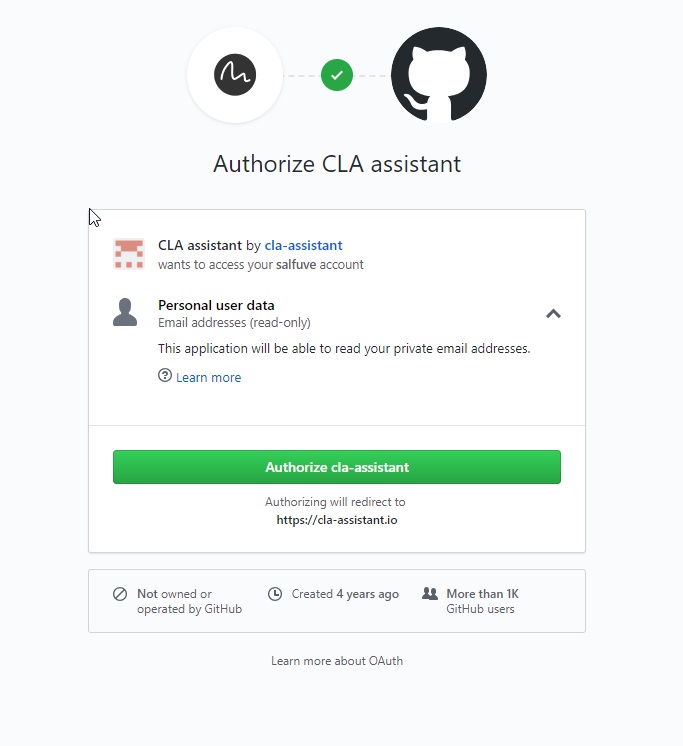 Authorize CLA assistant
CLA assistant by cla-assistant
wants to access your salfuve account
Personal user data
Email addresses (read-only)
This application will be able to read your private email addresses.
Learn more
Authorize cla-assistant
Authorizing will redirect to
https://cla-assistant.io
Not owned or
operated by GitHub
Created 4 years ago
More than 1K
GitHub users
Learn more about OAuth